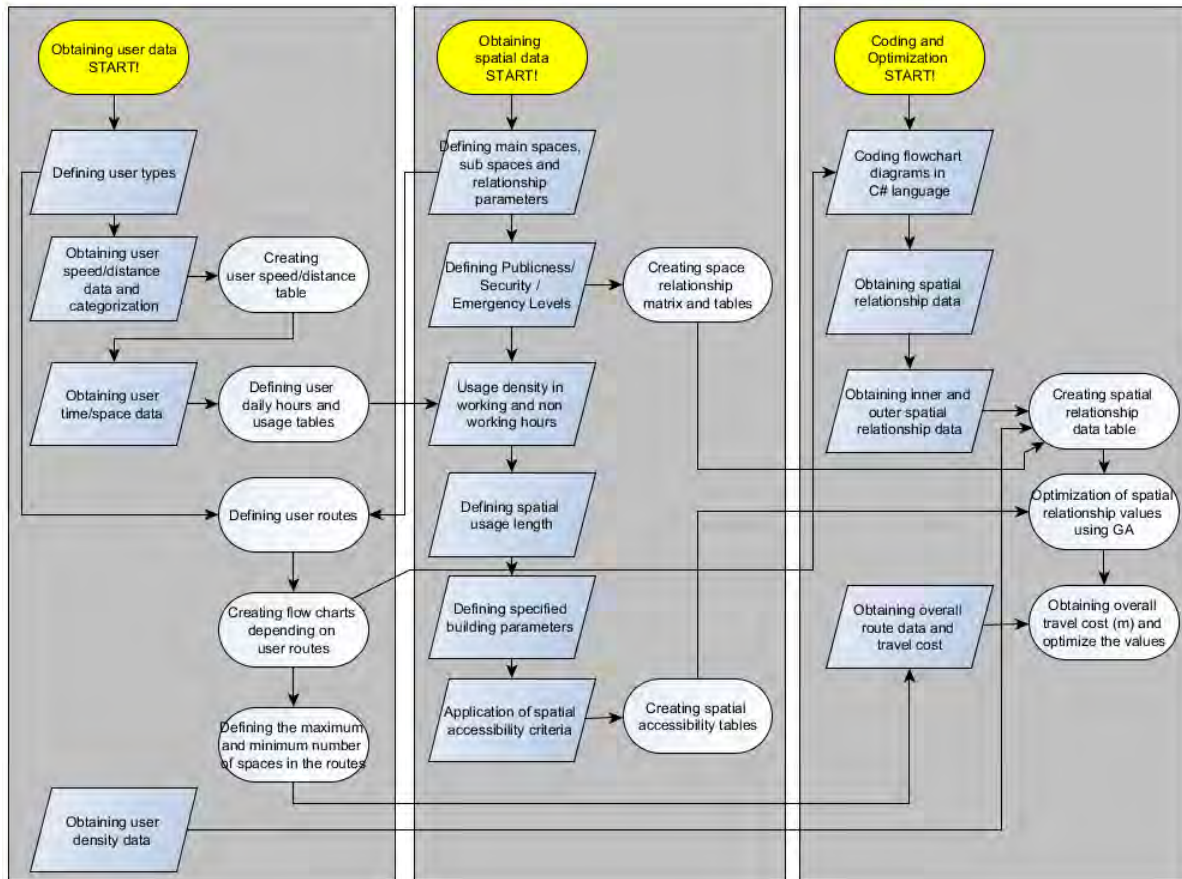 Obtaining user data
START!
Defining user types
Obtaining user
speed/distance
data and
categorization
Creating
user speed/distance
table
Obtaining user
time/space data
Defining user
daily hours and
usage tables
Defining user routes
Creating flow charts
depending on
user routes
Defining the maximum
and minimum number
of spaces in the routes
Obtaining user
density data
Obtaining
spatial data
START!
Defining main spaces,
sub spaces and
relationship
parameters
Defining Publicness/
Security /
Emergency Levels
Creating space
relationship
matrix and tables
Usage density in
working and non
working hours
Defining spatial
usage length
Defining specified
building parameters
Application of spatial
accessibility criteria
Creating spatial
accessibility tables
Coding and
Optimization
START!
Coding flowchart
diagrams in
C# language
Obtaining spatial
relationship data
Obtaining inner and
outer spatial
relationship data
Creating spatial
relationship
data table
Optimization of spatial
relationship values
using GA
Obtaining overall
route data and
travel cost
Obtaining overall
travel cost (m) and
optimize the values